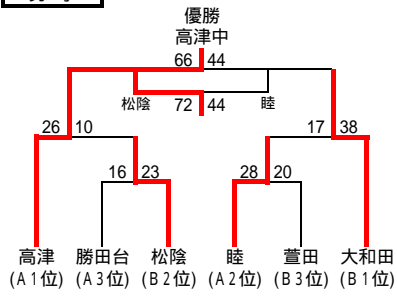 優勝
高津中
66 44
松陰 72 44 睦
26 10 17 38
16 23 28 20
高津 勝田台 松陰 睦 萱田 大和田
(A1位) (A3位) (B2位) (A2位) (B3位) (B1位)